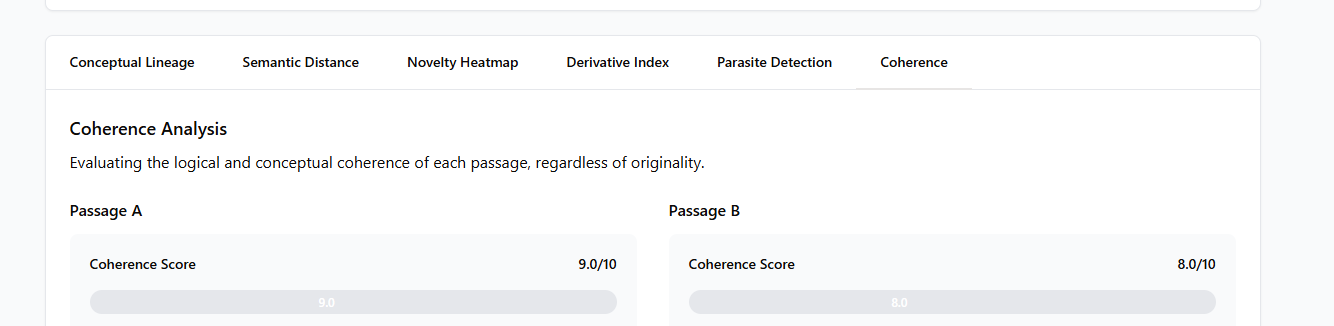 Conceptual Lineage Semantic Distance Novelty Heatmap Derivative Index Parasite Detection Coherence
Coherence Analysis
Evaluating the logical and conceptual coherence of each passage, regardless of originality.
Passage A
Coherence Score 9.0/10
9.0
Passage B
Coherence Score 8.0/10
8.0